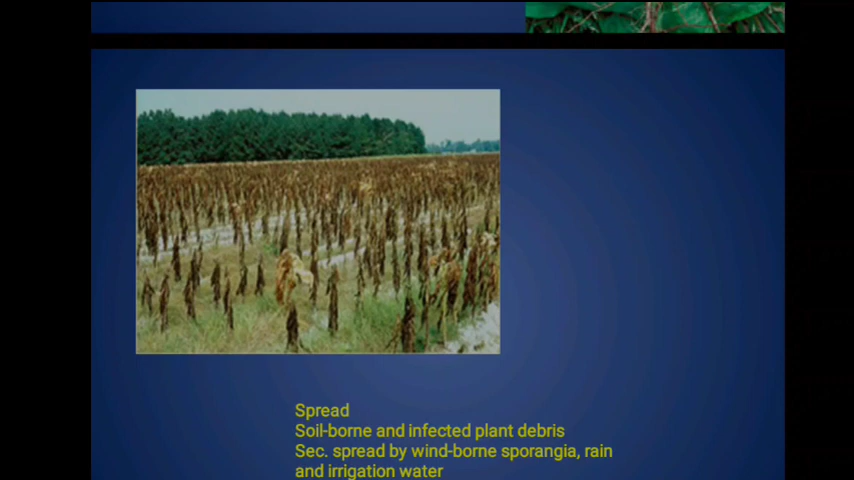 Spread
Soil-borne and infected plant debris
Sec. spread by wind-borne sporangia, rain
and irrigation water